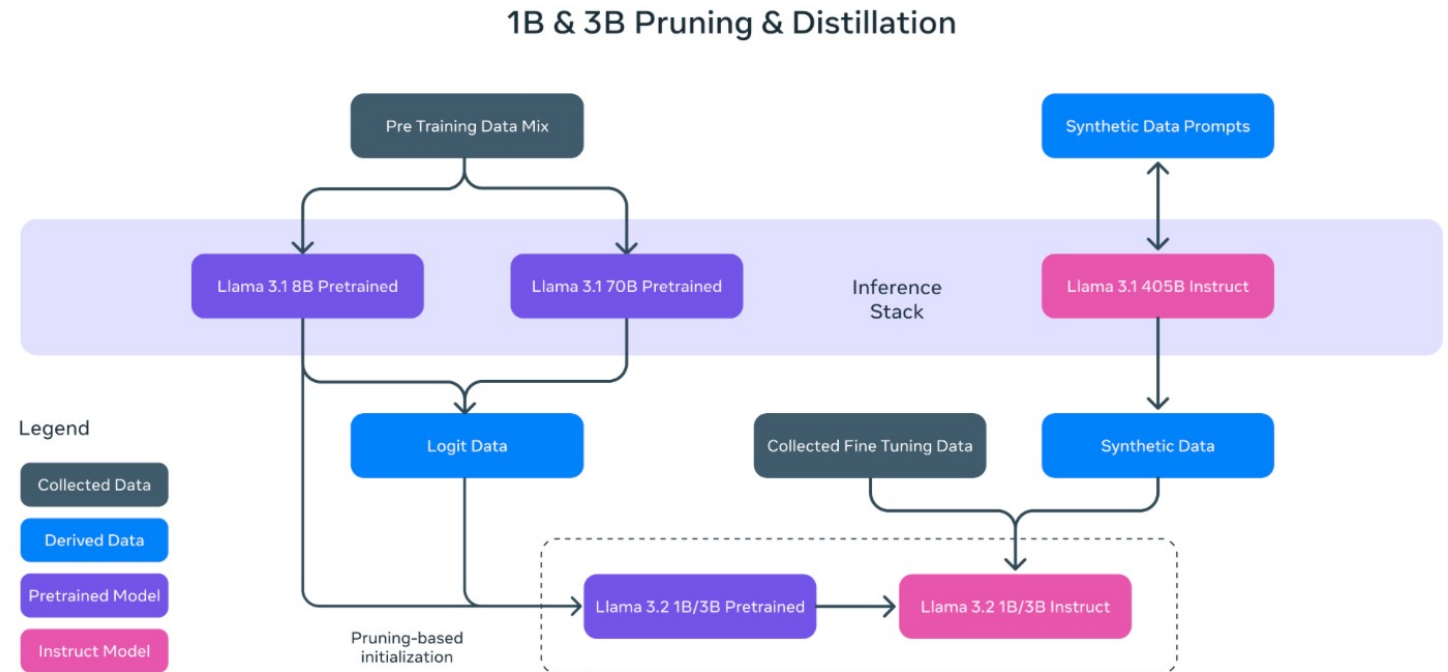 1B & 3B Pruning & Distillation
Pre Training Data Mix
Synthetic Data Prompts
Llama 3.1 8B Pretrained
Llama 3.1 70B Pretrained
Inference
Stack
Llama 3.1 405B Instruct
Legend
Collected Data
Derived Data
Pretrained Model
Instruct Model
Logit Data
Collected Fine Tuning Data
Synthetic Data
Llama 3.2 1B/3B Pretrained
Llama 3.2 1B/3B Instruct
Pruning-based
initialization